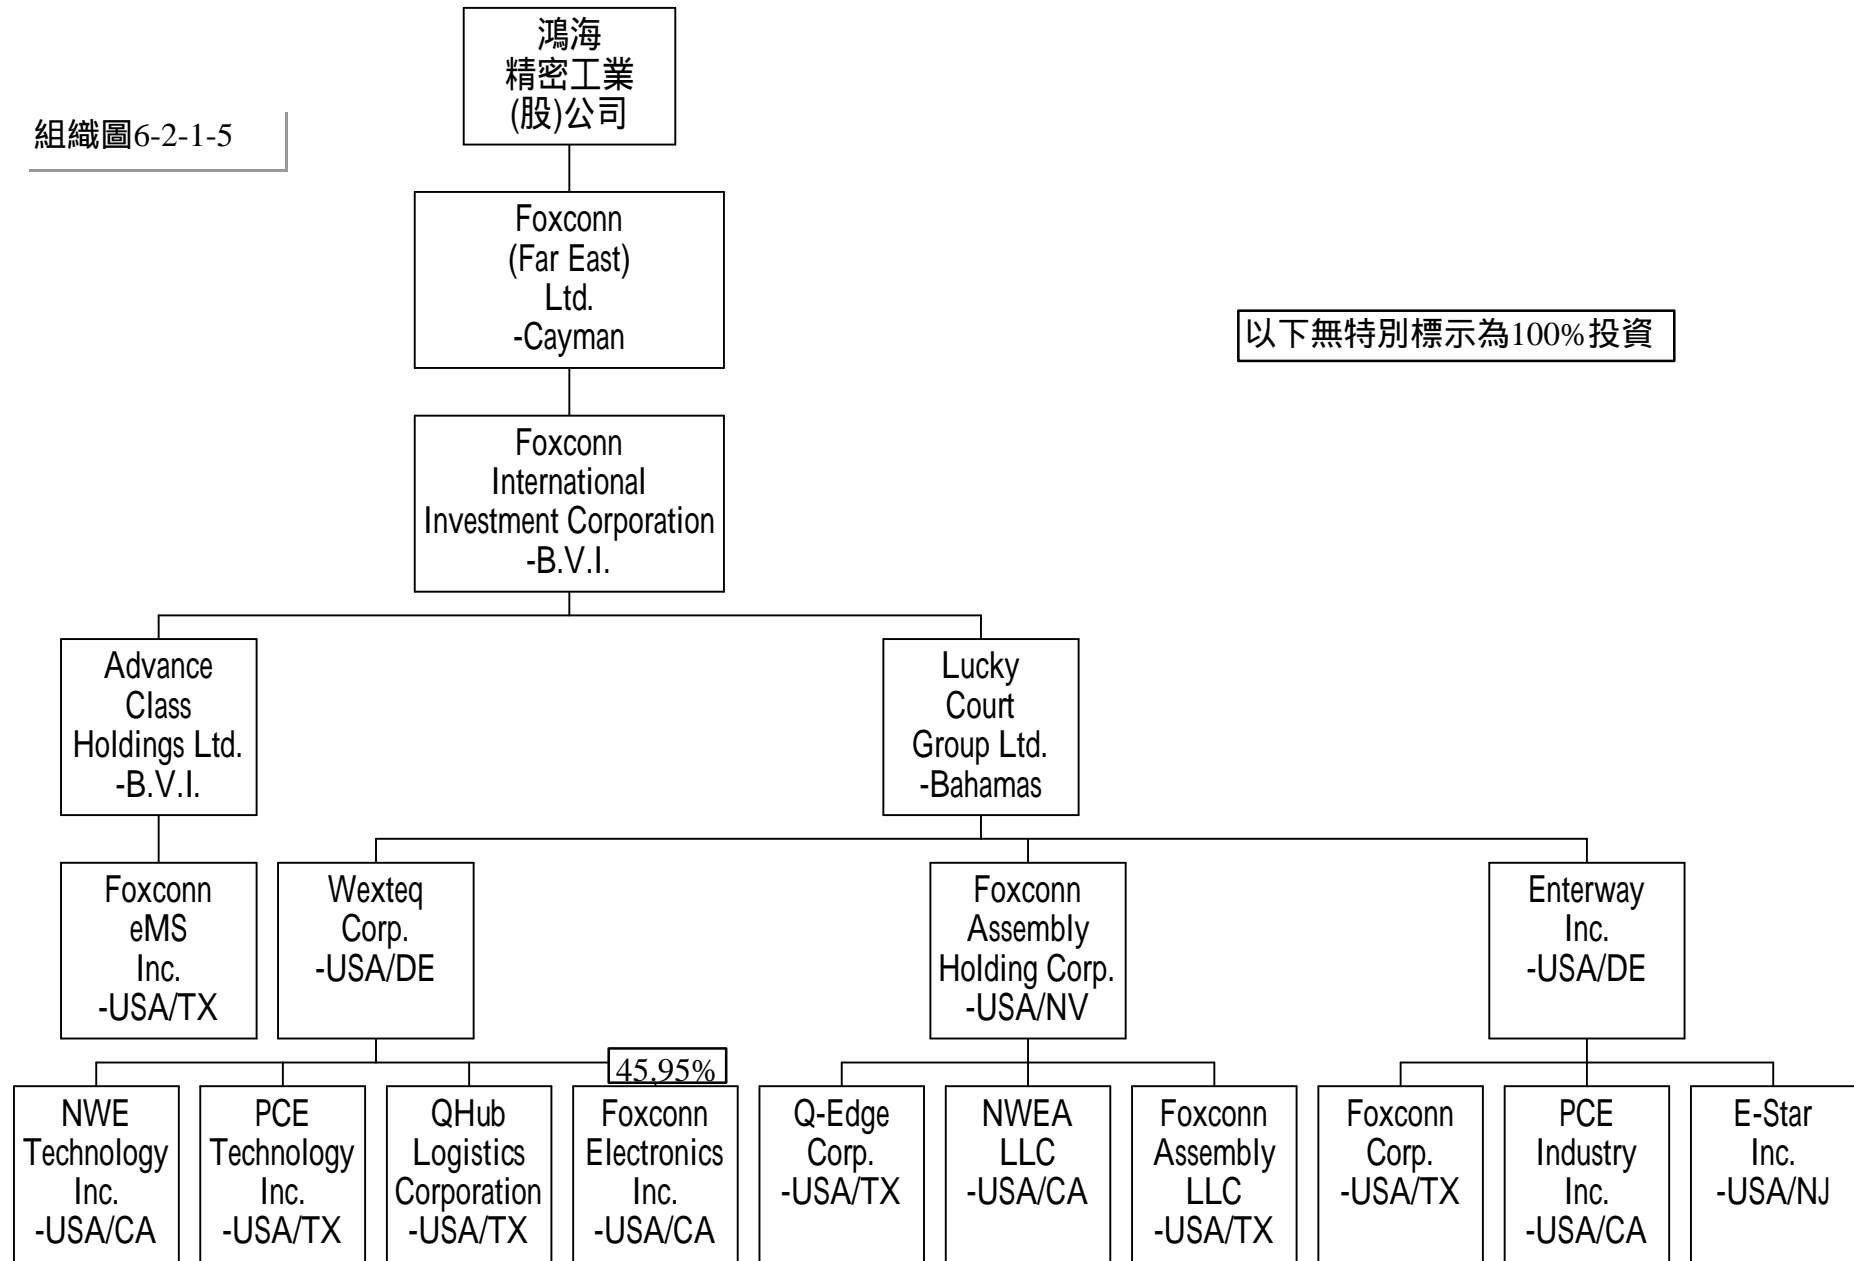 鴻海
精密工業
(股)公司
組織圖6-2-1-5
Foxconn
(Far East)
Ltd.
-Cayman
以下無特別標示為100%投資
Foxconn
International
Investment Corporation
-B.V.I.
Advance
Class
Holdings Ltd.
-B.V.I.
Lucky
Court
Group Ltd.
-Bahamas
Foxconn
eMS
Inc.
-USA/TX
Wexteq
Corp.
-USA/DE
Foxconn
Assembly
Holding Corp.
-USA/NV
Enterway
Inc.
-USA/DE
45.95%
NWE
Technology
Inc.
-USA/CA
PCE
Technology
Inc.
-USA/TX
QHub
Logistics
Corporation
-USA/TX
Foxconn
Electronics
Inc.
-USA/CA
Q-Edge
Corp.
-USA/TX
NWEA
LLC
-USA/CA
Foxconn
Assembly
LLC
-USA/TX
Foxconn
Corp.
-USA/TX
PCE
Industry
Inc.
-USA/CA
E-Star
Inc.
-USA/NJ